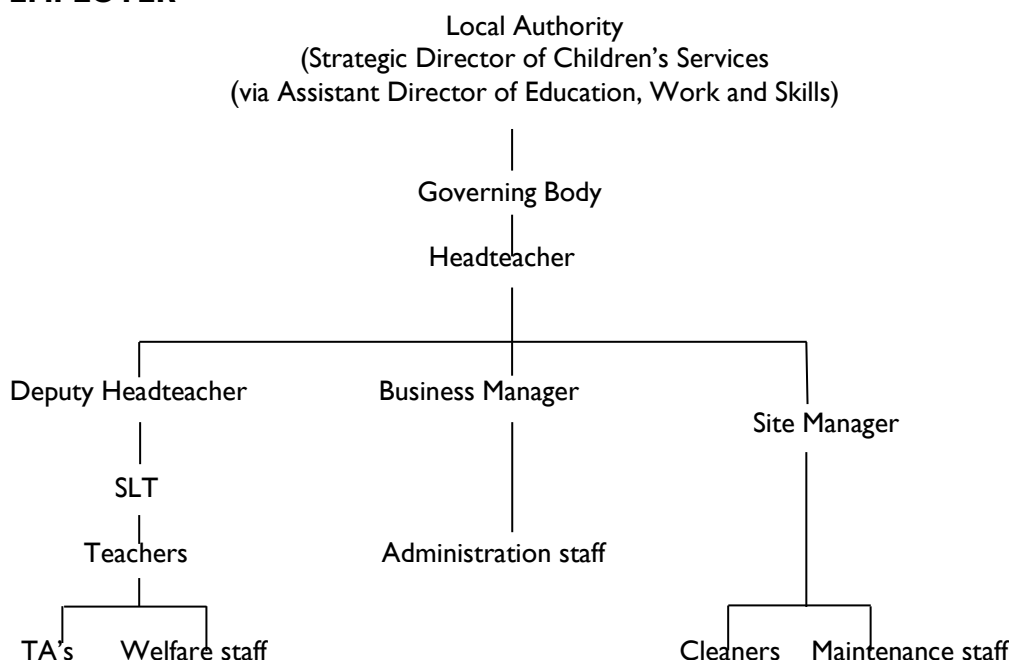 EMPLOYER
Local Authority
(Strategic Director of Children’s Services
(via Assistant Director of Education, Work and Skills)
Governing Body
Headteacher
Deputy Headteacher
Business Manager
Site Manager
SLT
Teachers
Administration staff
TA’s
Welfare staff
Cleaners
Maintenance staff